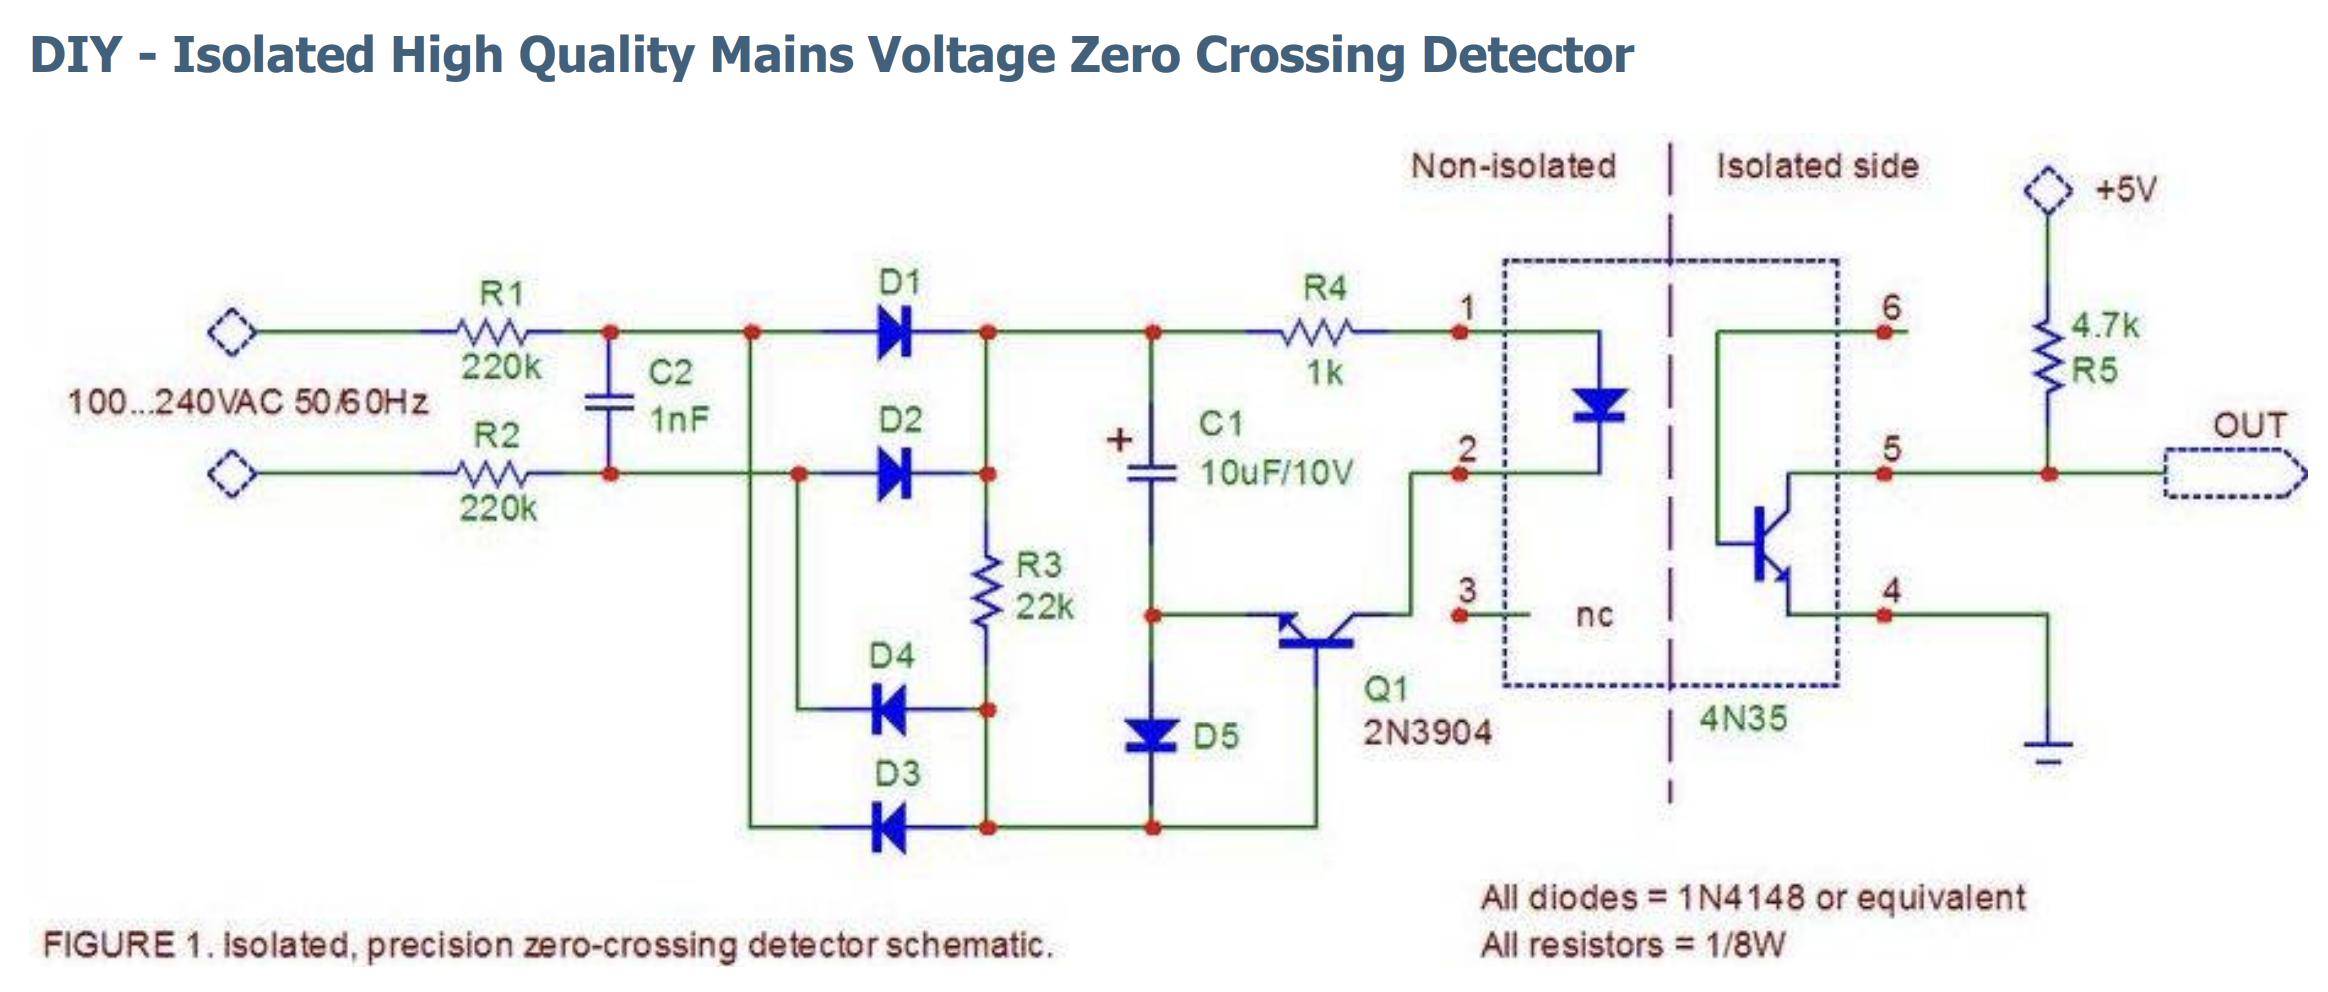 DIY - Isolated High Quality Mains Voltage Zero Crossing Detector
Non-isolated
Isolated side
+5V
R1
220k
D1
R4
1k
1
6
4.7k
R5
100...240VAC 50/60Hz
C2
1nF
R2
220k
D2
+
C1
10uF/10V
2
5
OUT
R3
22k
3
nc
4
D4
Q1
2N3904
4N35
D5
D3
All diodes = 1N4148 or equivalent
All resistors = 1/8W
FIGURE 1. Isolated, precision zero-crossing detector schematic.